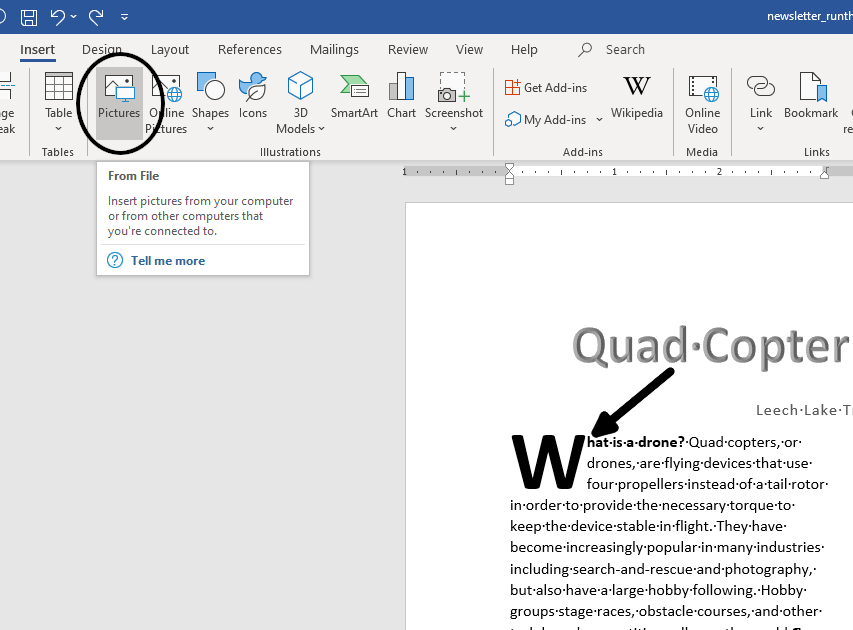 newsletter_runth
Insert Design Layout References Mailings Review View Help Search
Table Pictures Online Pictures Shapes Icons 3D Models SmartArt Chart Screenshot
Get Add-ins
My Add-ins
Wikipedia Online Video Link Bookmark
Tables Illustrations Add-ins Media Links
From File
Insert pictures from your computer
or from other computers that
you're connected to.
Tell me more
1 1 2
Quad·Copter
Leech·Lake·T
What·is·a·drone?·Quad·copters,·or·
drones,·are·flying·devices·that·use·
four·propellers·instead·of·a·tail·rotor·
in·order·to·provide·the·necessary·torque·to·
keep·the·device·stable·in·flight.·They·have·
become·increasingly·popular·in·many·industries·
including·search-and-rescue·and·photography,·
but·also·have·a·large·hobby·following.·Hobby·
groups·stage·races,·obstacle·courses,·and·other·